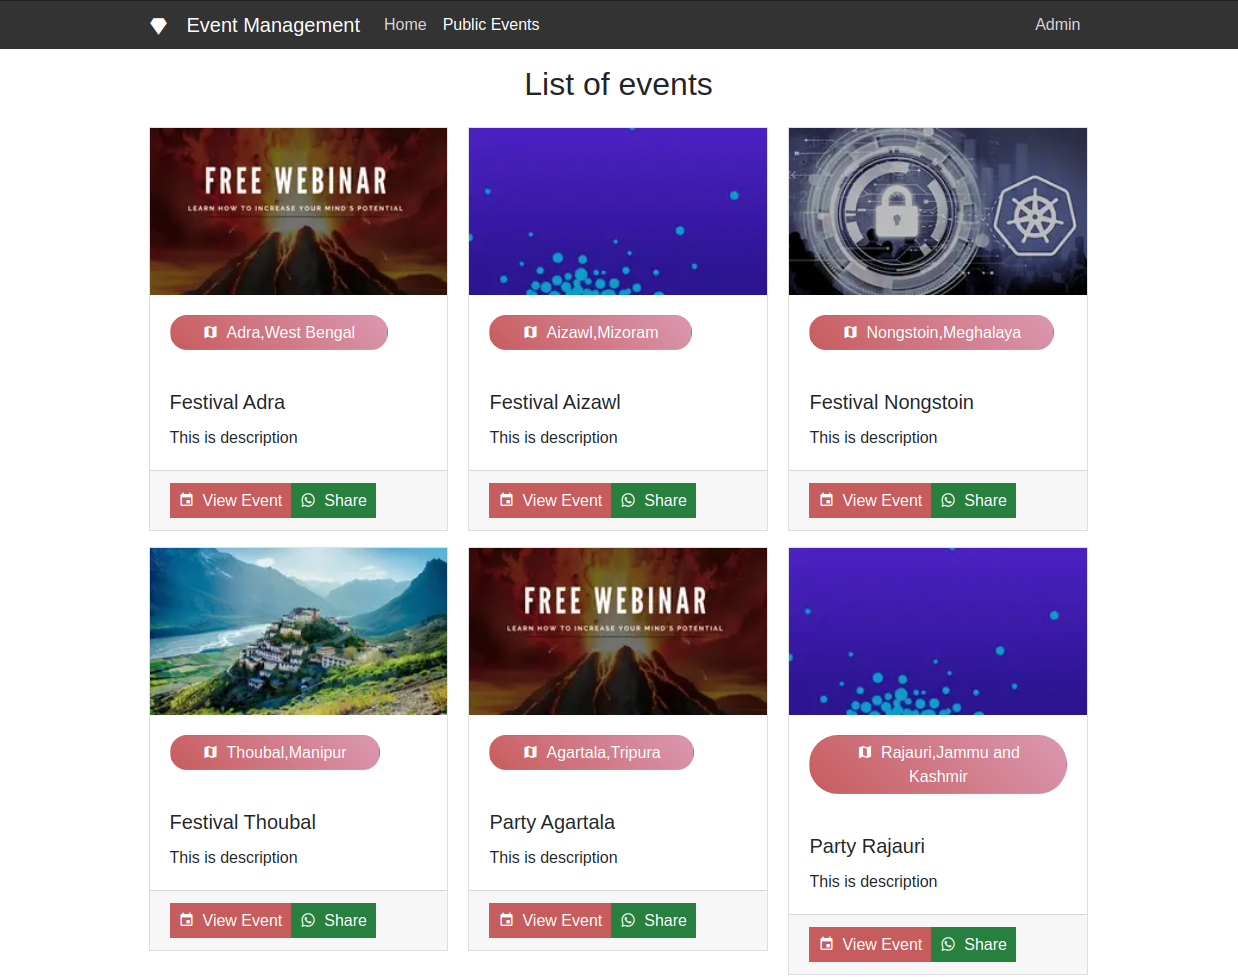 Event Management Home Public Events Admin
List of events
FREE WEBINAR
LEARN HOW TO INCREASE YOUR MIND'S POTENTIAL
Adra,West Bengal
Festival Adra
This is description
View Event Share
Aizawl,Mizoram
Festival Aizawl
This is description
View Event Share
Nongstoin,Meghalaya
Festival Nongstoin
This is description
View Event Share
Thoubal,Manipur
Festival Thoubal
This is description
View Event Share
FREE WEBINAR
LEARN HOW TO INCREASE YOUR MIND'S POTENTIAL
Agartala,Tripura
Party Agartala
This is description
View Event Share
Rajauri,Jammu and
Kashmir
Party Rajauri
This is description
View Event Share